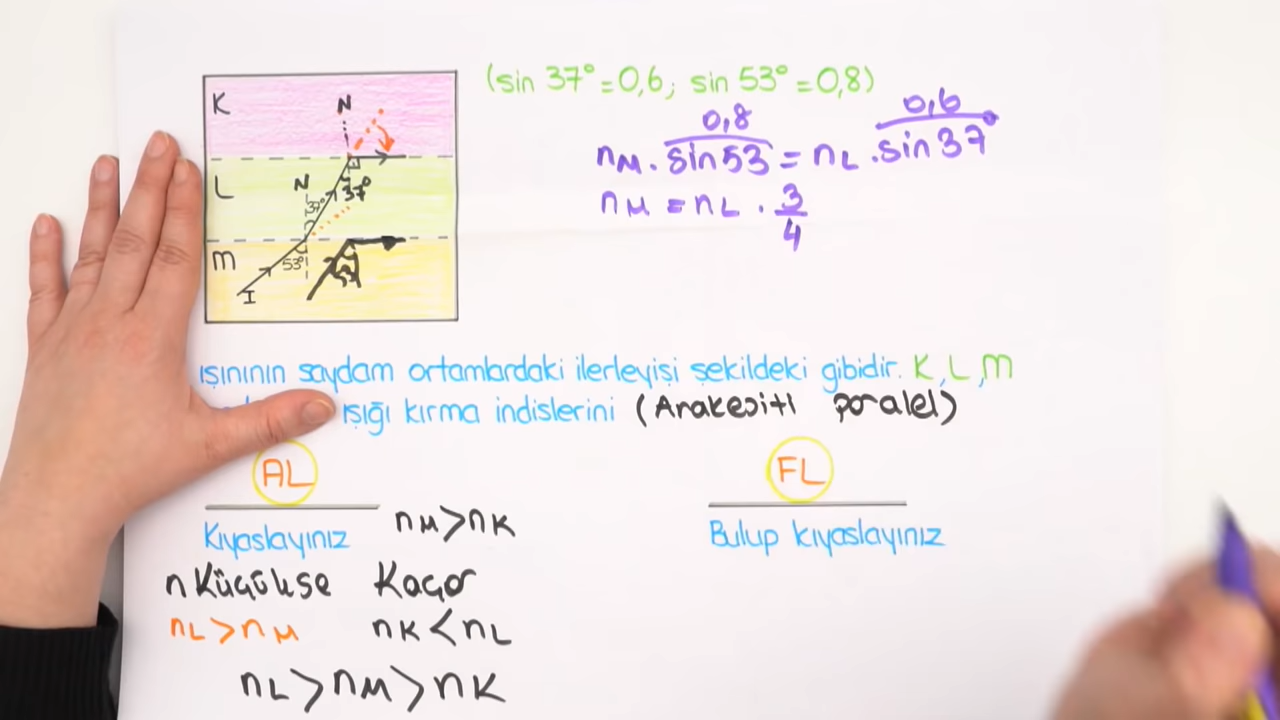 (sin 37° = 0,6; sin 53° = 0,8)
0,8 0,6
nM . sin53 = nL . sin37°
nM = nL . 3/4
K
N
L
N
37°
37°
M
53°
53
I
ışınının saydam ortamlardaki ilerleyişi şekildeki gibidir. K, L, M
ışığı kırma indislerini (Arakesiti paralel)
AL
FL
Kıyaslayınız
nM > nK
Bulup kıyaslayınız
n Küçükse Kaçar
nL > nM
nK < nL
nL > nM > nK